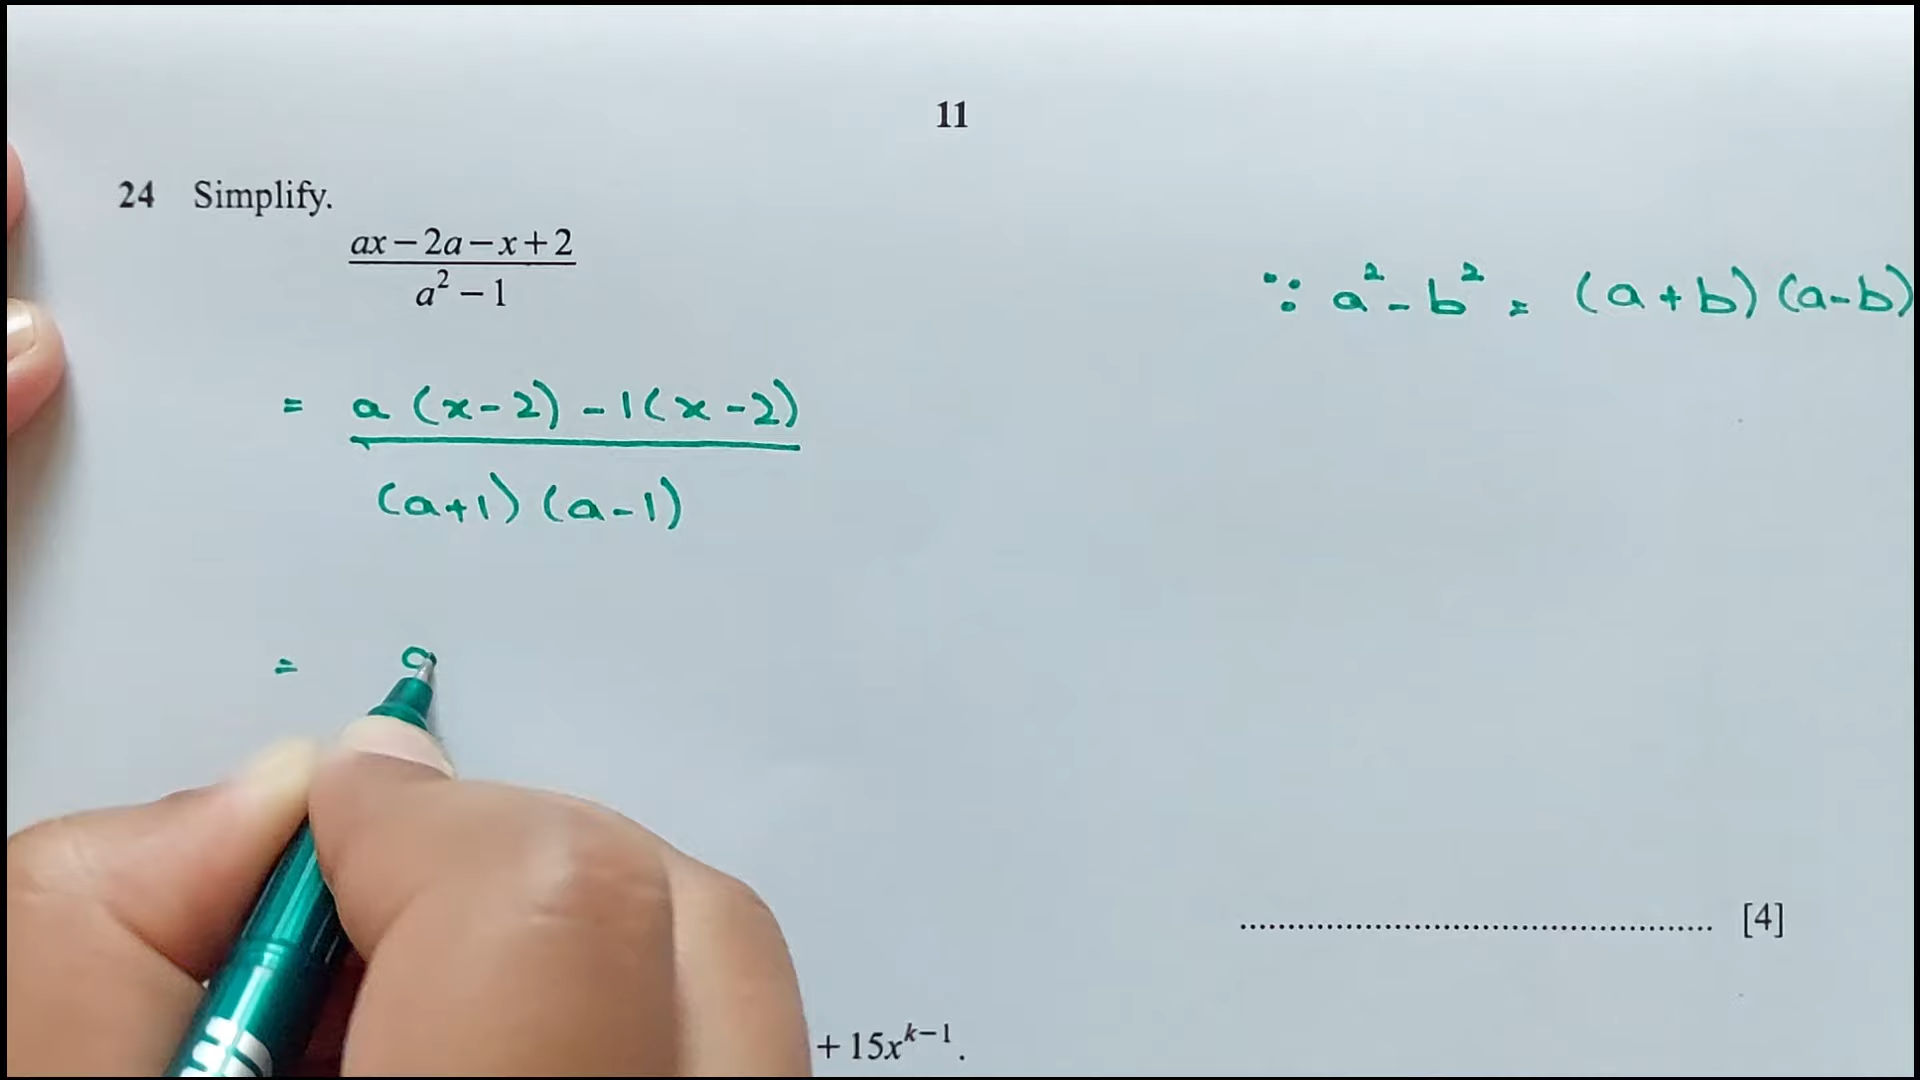 11
24 Simplify.
ax − 2a − x + 2
a² − 1
∵ a² - b² = (a+b) (a-b)
= a (x-2) -1(x-2)
(a+1) (a-1)
= a
[4]
+ 15x^{k−1}.